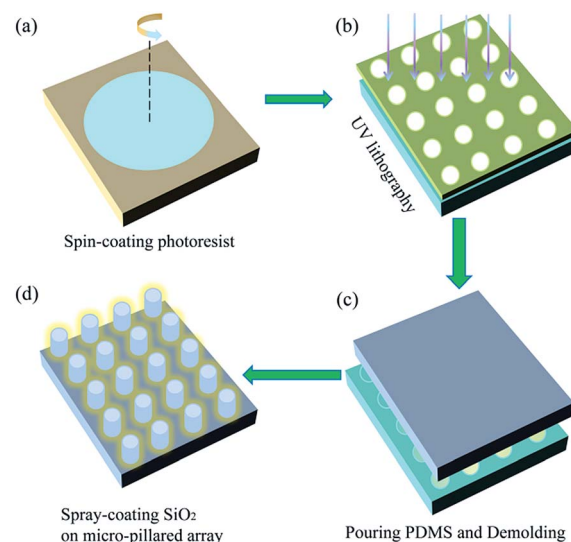 (a)
(b)
UV lithography
Spin-coating photoresist
(d)
(c)
Spray-coating SiO₂
on micro-pillared array
Pouring PDMS and Demolding